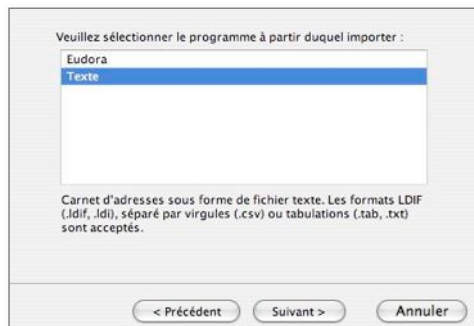 Veuillez sélectionner le programme à partir duquel importer :
Eudora
Texte
Carnet d'adresses sous forme de fichier texte. Les formats LDIF
(.ldif, .ldi), séparé par virgules (.csv) ou tabulations (.tab, .txt)
sont acceptés.
< Précédent
Suivant >
Annuler